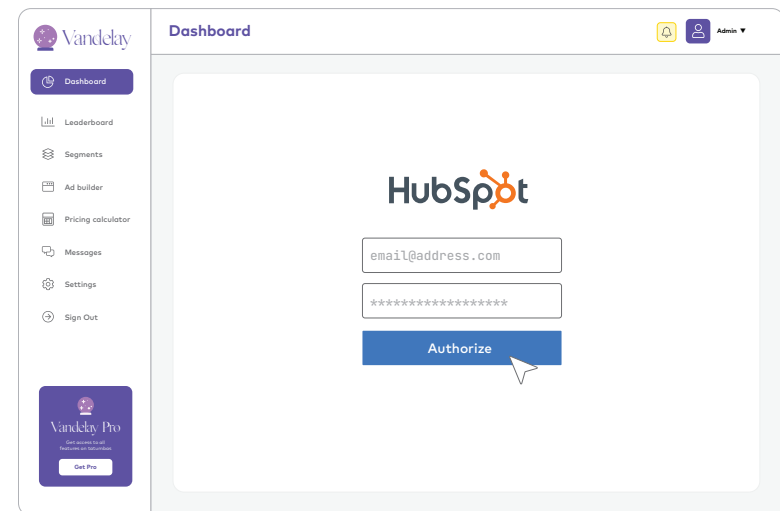 Vandelay
Dashboard
Admin ▼
Dashboard
Leaderboard
Segments
Ad builder
Pricing calculator
Messages
Settings
Sign Out
HubSpot
email@address.com
******************
Authorize
Vandelay Pro
Get access to all
features on tatumbox
Get Pro